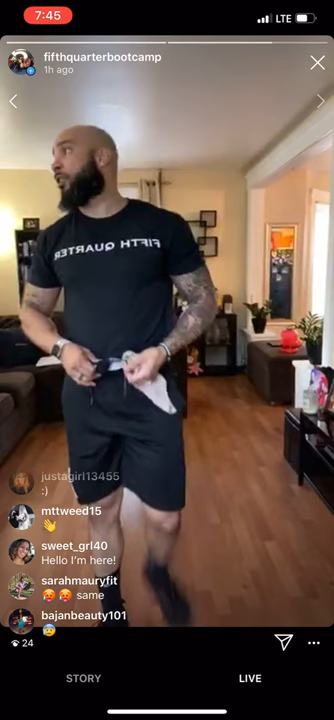 7:45
LTE
fifthquarterbootcamp
1h ago
FIFTH QUARTER
justagirl13455
:)
mttweed15
👋
sweet_grl40
Hello I'm here!
sarahmauryfit
🥵🥵 same
bajanbeauty101
😰
24
STORY
LIVE